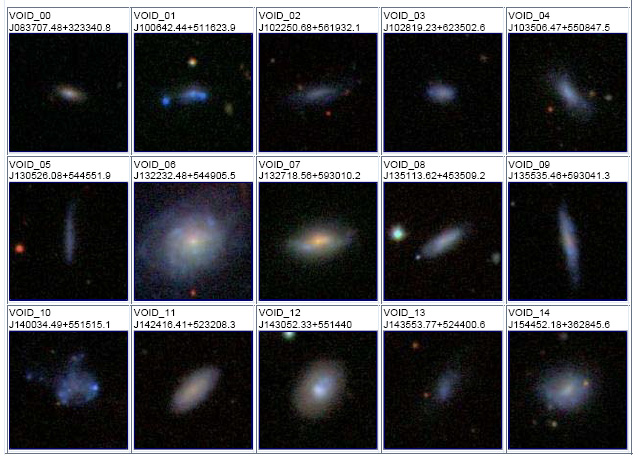 VOID_00
J083707.48+323340.8
VOID_01
J100642.44+511623.9
VOID_02
J102250.68+561932.1
VOID_03
J102819.23+623502.6
VOID_04
J103506.47+550847.5
VOID_05
J130526.08+544551.9
VOID_06
J132232.48+544905.5
VOID_07
J132718.56+593010.2
VOID_08
J135113.62+453509.2
VOID_09
J135535.46+593041.3
VOID_10
J140034.49+551515.1
VOID_11
J142416.41+523208.3
VOID_12
J143052.33+551440
VOID_13
J143553.77+524400.6
VOID_14
J154452.18+362845.6